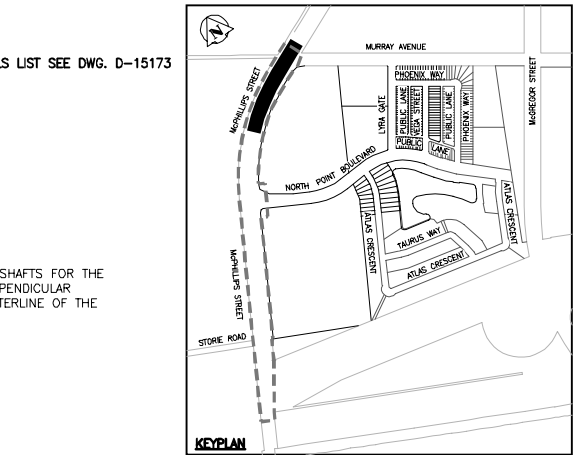 LS LIST SEE DWG. D-15173
SHAFTS FOR THE
PENDICULAR
TERLINE OF THE
N
MURRAY AVENUE
McPHILLIPS STREET
PHOENIX WAY
McGREGOR STREET
LYRA GATE
PUBLIC LANE
VEGA STREET
PUBLIC LANE
PHOENIX WAY
PUBLIC
LANE
NORTH POINT BOULEVARD
ATLAS CRESCENT
ATLAS CRESCENT
TAURUS WAY
ATLAS CRESCENT
McPHILLIPS STREET
STORIE ROAD
KEYPLAN